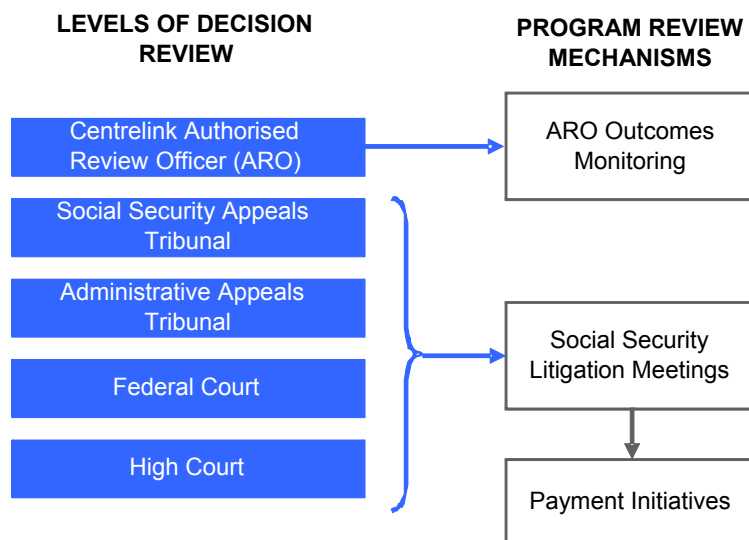 LEVELS OF DECISION
REVIEW
PROGRAM REVIEW
MECHANISMS
Centrelink Authorised
Review Officer (ARO)
ARO Outcomes
Monitoring
Social Security Appeals
Tribunal
Administrative Appeals
Tribunal
Federal Court
High Court
Social Security
Litigation Meetings
Payment Initiatives